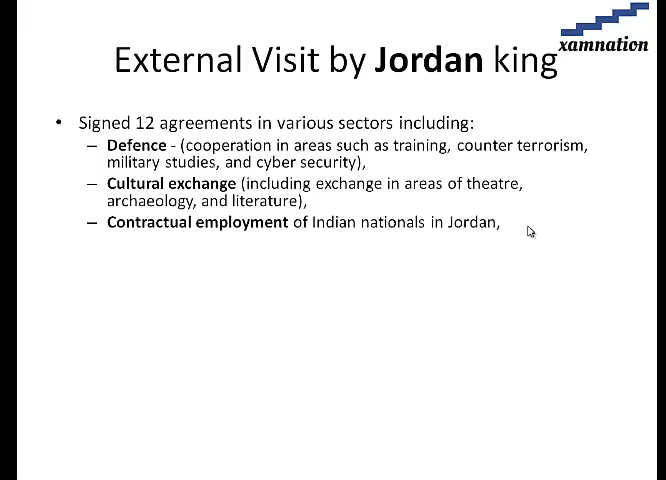 xamnation
External Visit by Jordan king
• Signed 12 agreements in various sectors including:
– Defence - (cooperation in areas such as training, counter terrorism,
military studies, and cyber security),
– Cultural exchange (including exchange in areas of theatre,
archaeology, and literature),
– Contractual employment of Indian nationals in Jordan,